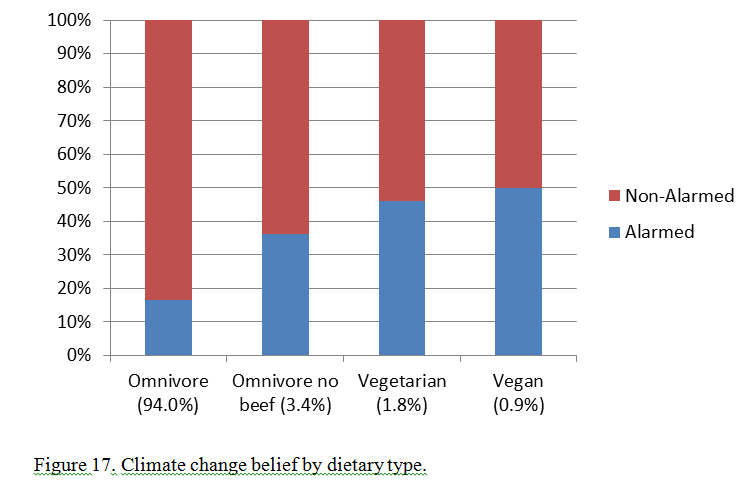 100%
90%
80%
70%
60%
50%
40%
30%
20%
10%
0%
Non-Alarmed
Alarmed
Omnivore (94.0%)
Omnivore no beef (3.4%)
Vegetarian (1.8%)
Vegan (0.9%)
Figure 17. Climate change belief by dietary type.